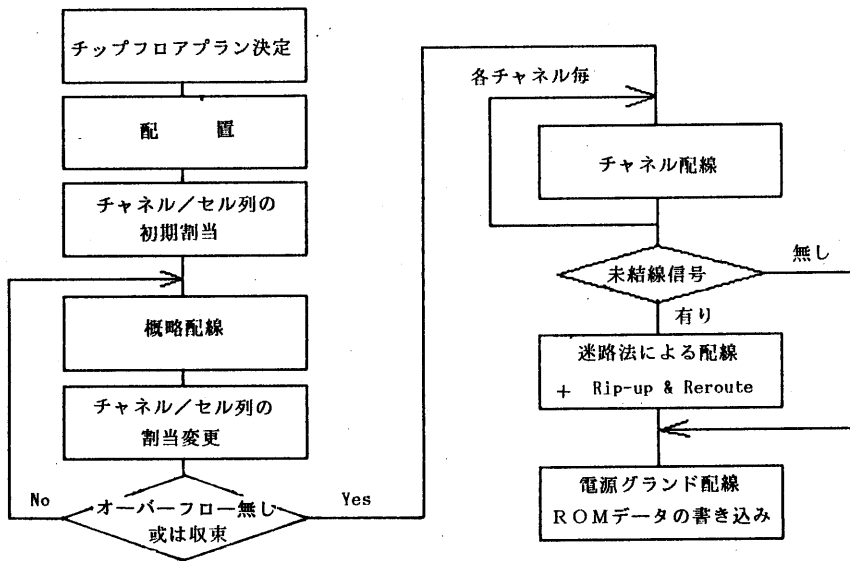 チップフロアプラン決定
配 置
チャネル／セル列の
初期割当
概略配線
チャネル／セル列の
割当変更
オーバーフロー無し
或は収束
No
Yes
各チャネル毎
チャネル配線
未結線信号
無し
有り
迷路法による配線
+ Rip-up & Reroute
電源グランド配線
ROMデータの書き込み